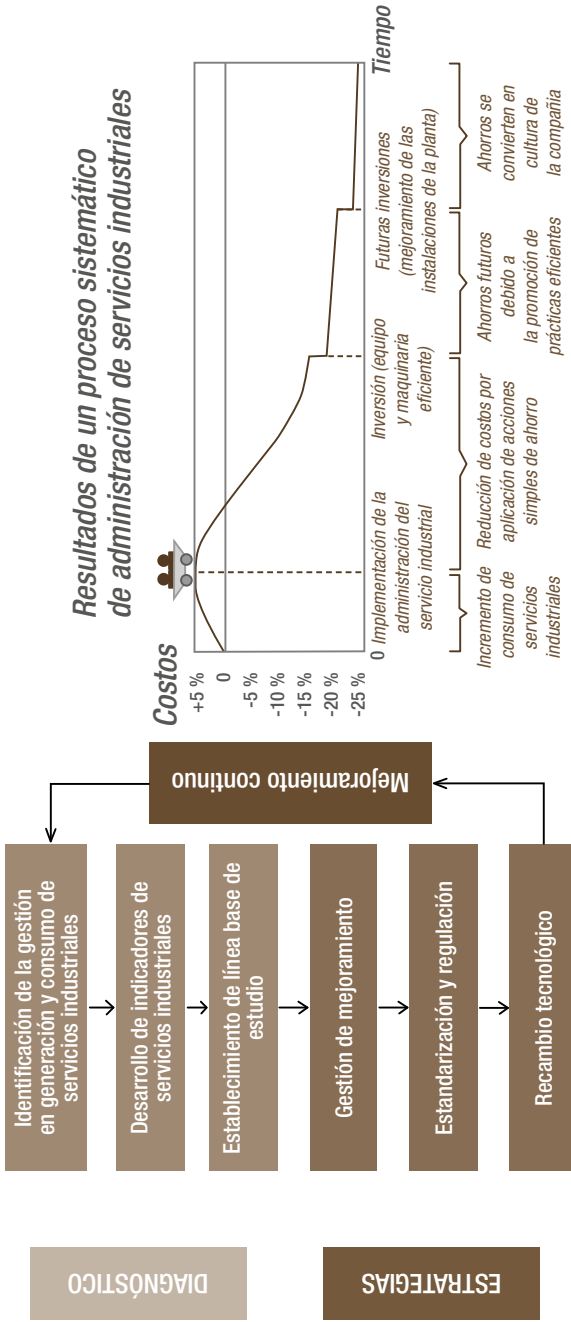 DIAGNÓSTICO
ESTRATEGIAS
Identificación de la gestión
en generación y consumo de
servicios industriales
Desarrollo de indicadores de
servicios industriales
Establecimiento de línea base de
estudio
Gestión de mejoramiento
Estandarización y regulación
Recambio tecnológico
Mejoramiento continuo
Resultados de un proceso sistemático
de administración de servicios industriales
Costos
+5 %
0
-5 %
-10 %
-15 %
-20 %
-25 %
0
Tiempo
Implementación de la
administración del
servicio industrial
Inversión (equipo
y maquinaria
eficiente)
Futuras inversiones
(mejoramiento de las
instalaciones de la planta)
Incremento de
consumo de
servicios
industriales
Reducción de costos por
aplicación de acciones
simples de ahorro
Ahorros futuros
debido a
la promoción de
prácticas eficientes
Ahorros se
convierten en
cultura de
la compañia